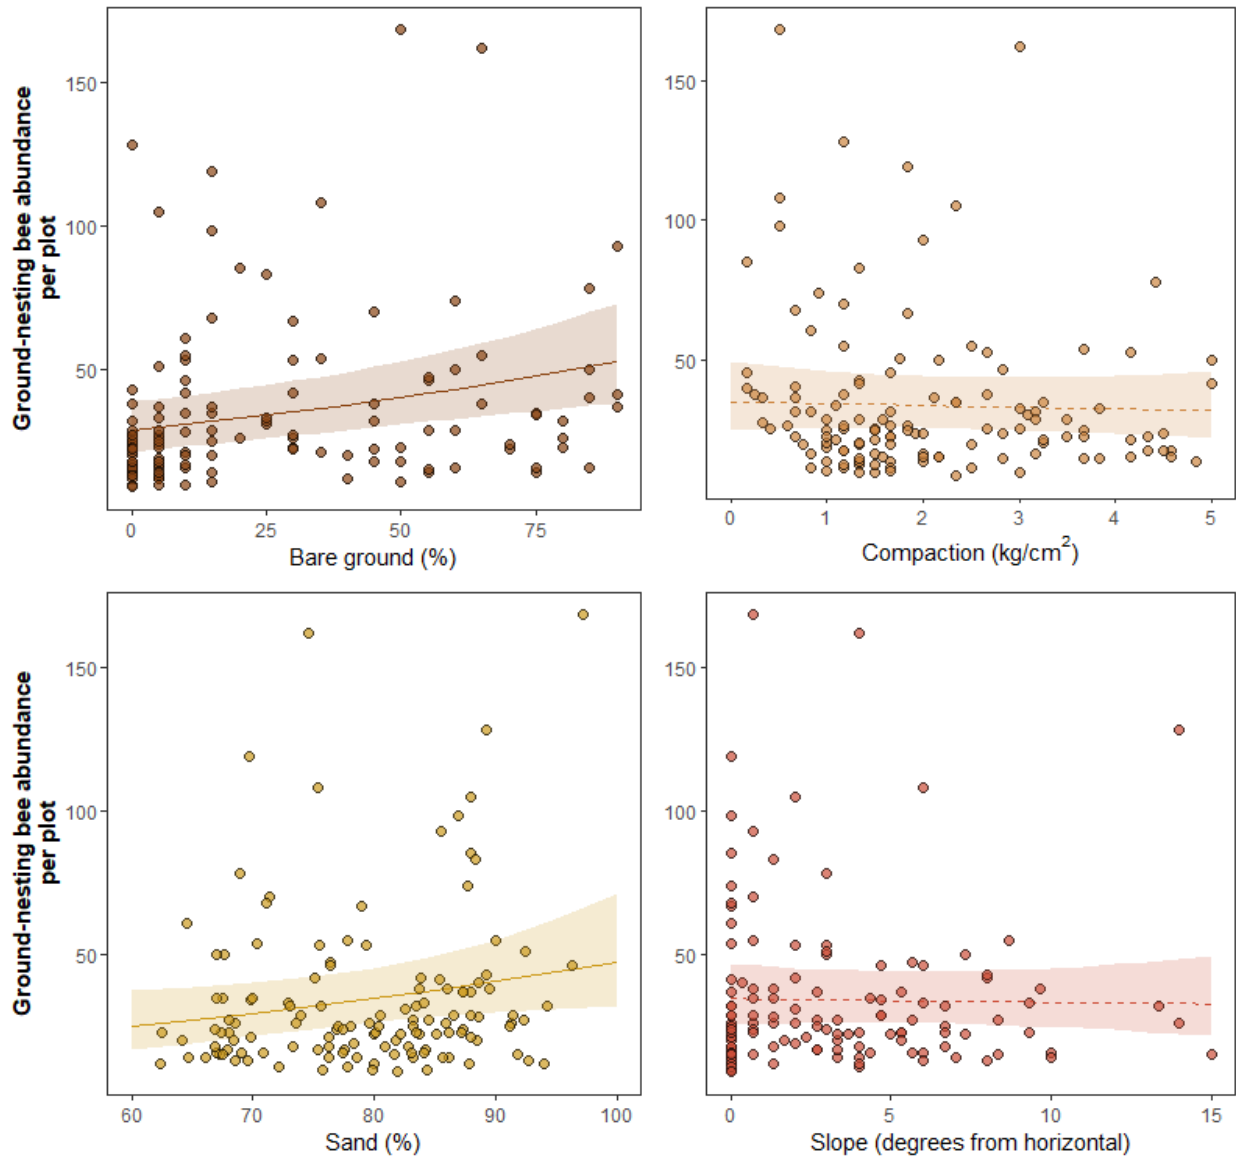 Ground-nesting bee abundance
per plot
150
100
50
0 25 50 75
Bare ground (%)
150
100
50
0 1 2 3 4 5
Compaction (kg/cm²)
Ground-nesting bee abundance
per plot
150
100
50
60 70 80 90 100
Sand (%)
150
100
50
0 5 10 15
Slope (degrees from horizontal)